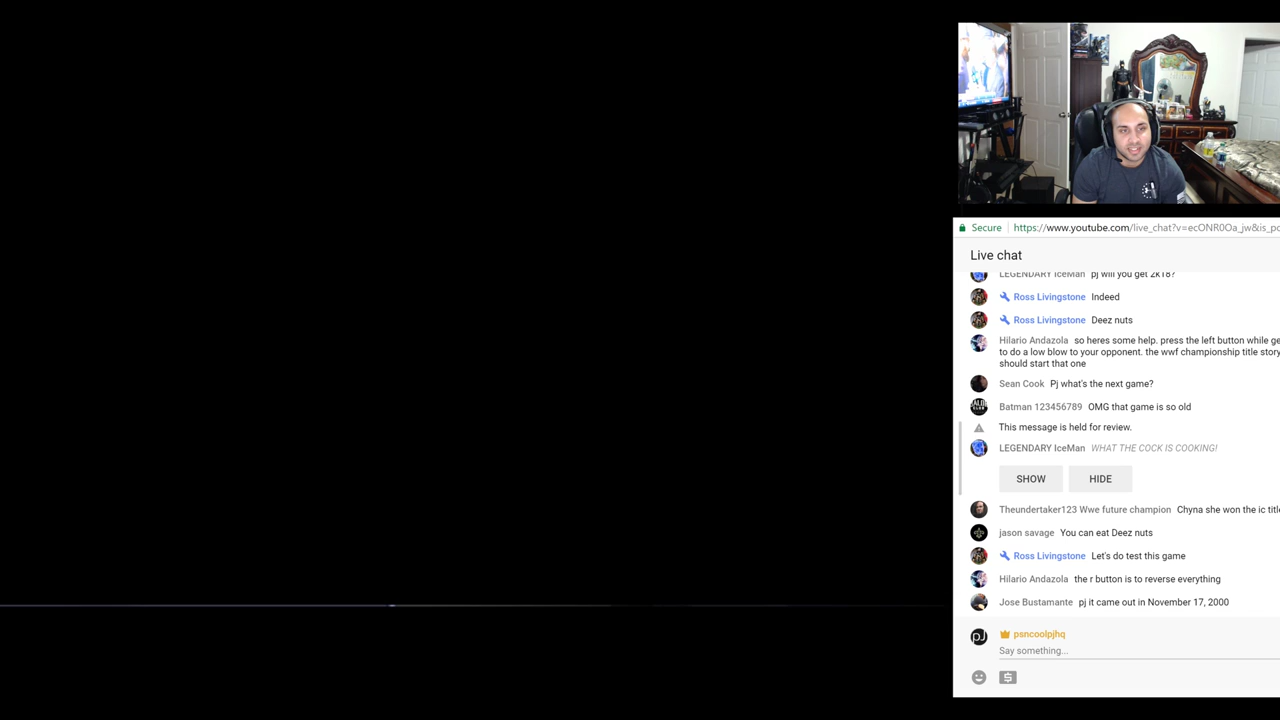 Secure https://www.youtube.com/live_chat?v=ecONR0Oa_jw&is_po
Live chat
LEGENDARY IceMan pj will you get 2k18?
Ross Livingstone Indeed
Ross Livingstone Deez nuts
Hilario Andazola so heres some help. press the left button while ge
to do a low blow to your opponent. the wwf championship title story
should start that one
Sean Cook Pj what's the next game?
Batman 123456789 OMG that game is so old
This message is held for review.
LEGENDARY IceMan WHAT THE COCK IS COOKING!
SHOW HIDE
Theundertaker123 Wwe future champion Chyna she won the ic titl
jason savage You can eat Deez nuts
Ross Livingstone Let's do test this game
Hilario Andazola the r button is to reverse everything
Jose Bustamante pj it came out in November 17, 2000
pJ psncoolpjhq
Say something...